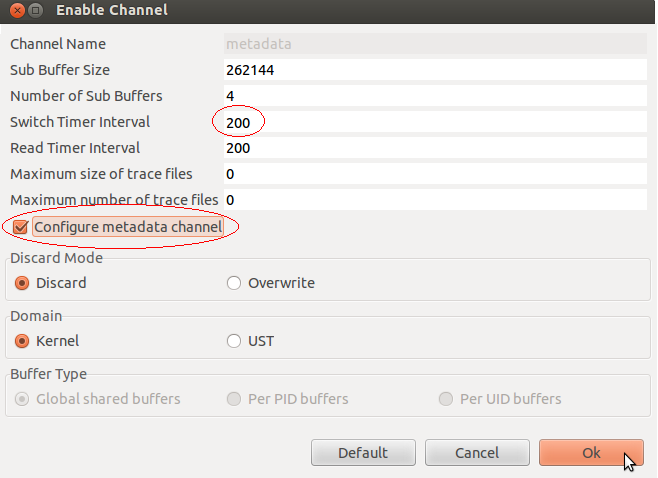 Enable Channel
Channel Name metadata
Sub Buffer Size 262144
Number of Sub Buffers 4
Switch Timer Interval 200
Read Timer Interval 200
Maximum size of trace files 0
Maximum number of trace files 0
Configure metadata channel
Discard Mode
Discard Overwrite
Domain
Kernel UST
Buffer Type
Global shared buffers Per PID buffers Per UID buffers
Default Cancel Ok